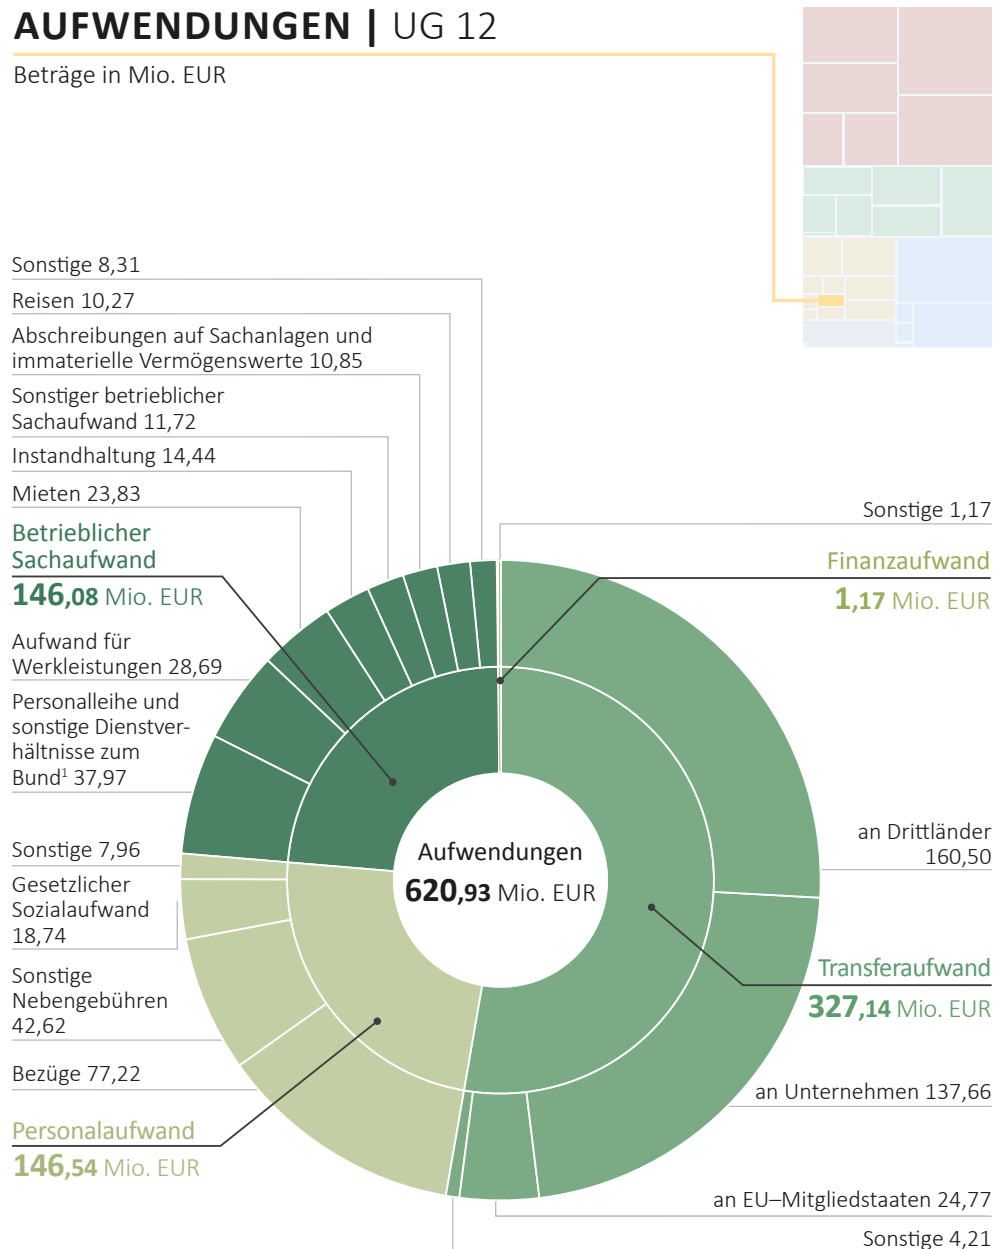 AUFWENDUNGEN | UG 12
Beträge in Mio. EUR
Sonstige 8,31
Reisen 10,27
Abschreibungen auf Sachanlagen und
immaterielle Vermögenswerte 10,85
Sonstiger betrieblicher
Sachaufwand 11,72
Instandhaltung 14,44
Mieten 23,83
Betrieblicher
Sachaufwand
146,08 Mio. EUR
Aufwand für
Werkleistungen 28,69
Personalleihe und
sonstige Dienstver-
hältnisse zum
Bund¹ 37,97
Sonstige 7,96
Gesetzlicher
Sozialaufwand
18,74
Sonstige
Nebengebühren
42,62
Bezüge 77,22
Personalaufwand
146,54 Mio. EUR
Aufwendungen
620,93 Mio. EUR
Sonstige 1,17
Finanzaufwand
1,17 Mio. EUR
an Drittländer
160,50
Transferaufwand
327,14 Mio. EUR
an Unternehmen 137,66
an EU–Mitgliedstaaten 24,77
Sonstige 4,21